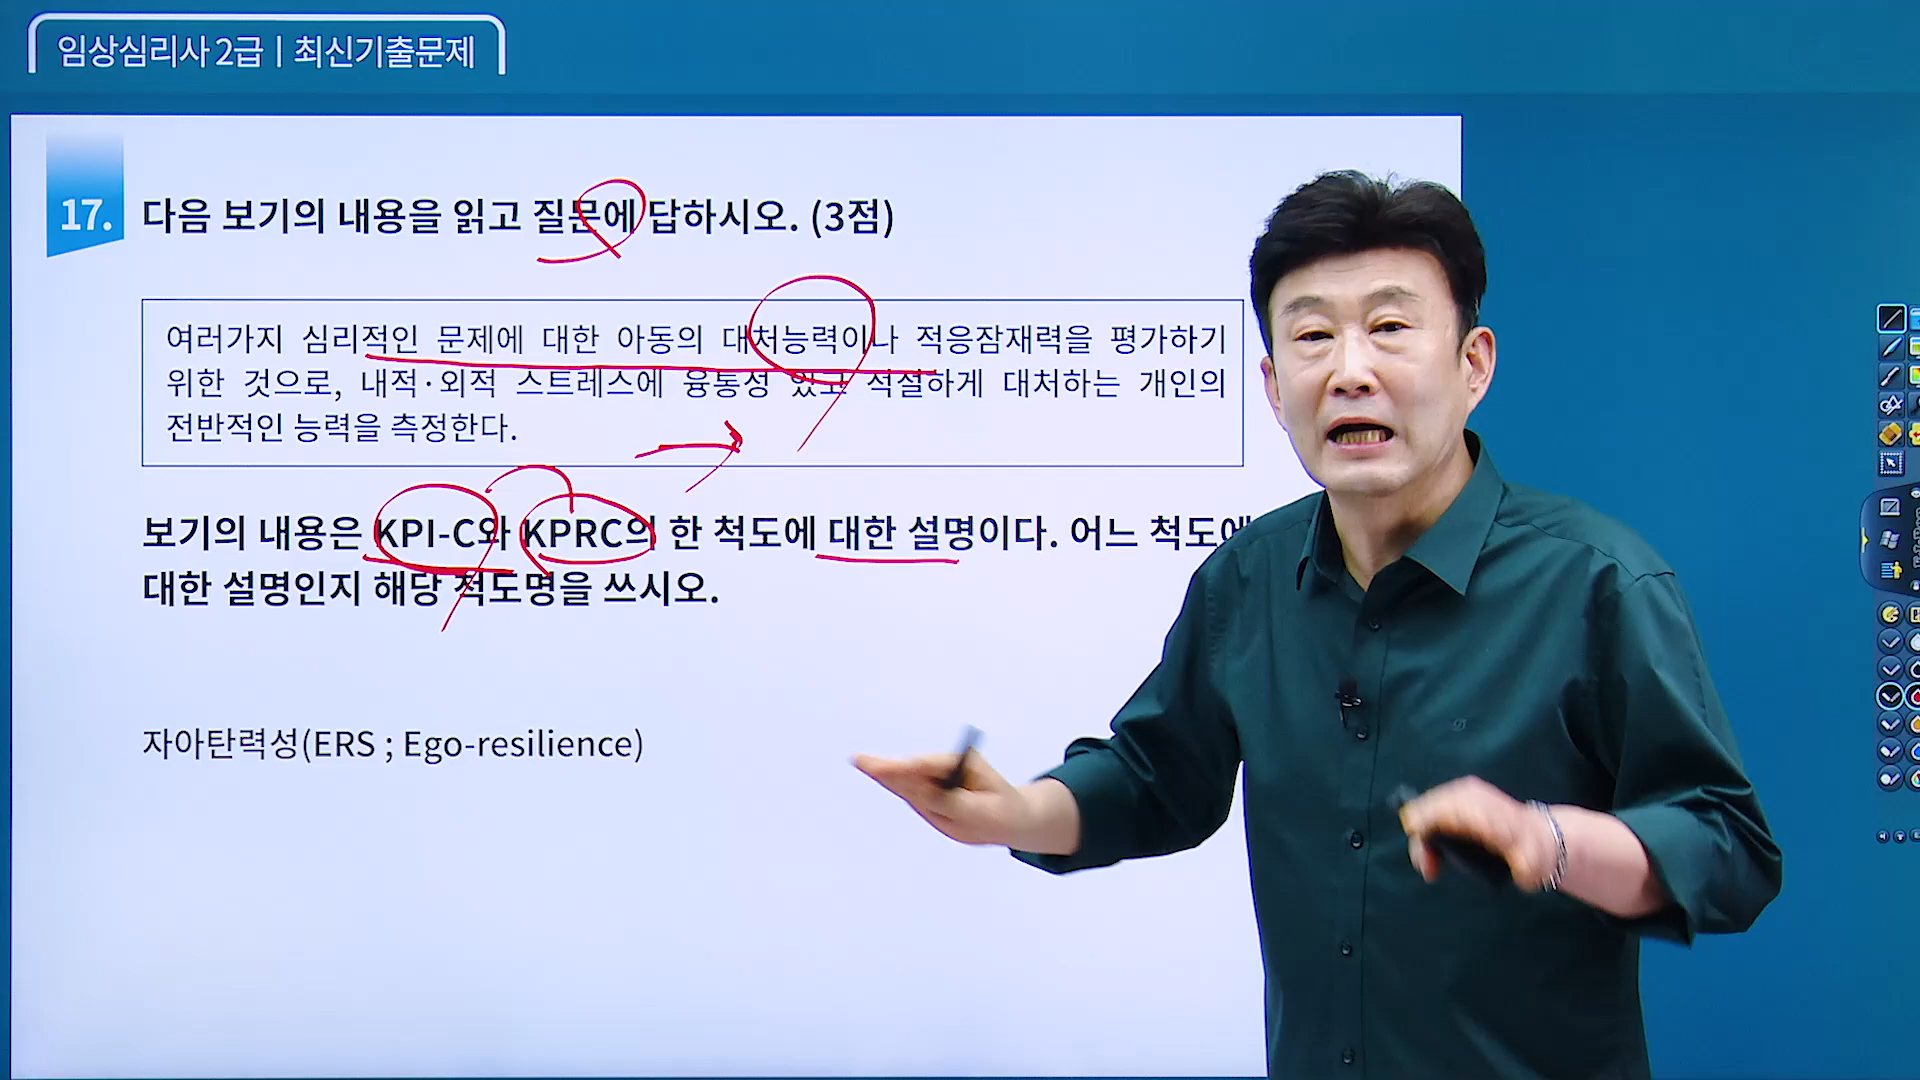 임상심리사 2급 | 최신기출문제
17. 다음 보기의 내용을 읽고 질문에 답하시오. (3점)
여러가지 심리적인 문제에 대한 아동의 대처능력이나 적응잠재력을 평가하기
위한 것으로, 내적·외적 스트레스에 융통성 있고 적절하게 대처하는 개인의
전반적인 능력을 측정한다.
보기의 내용은 KPI-C와 KPRC의 한 척도에 대한 설명이다. 어느 척도에
대한 설명인지 해당 척도명을 쓰시오.
자아탄력성(ERS ; Ego-resilience)